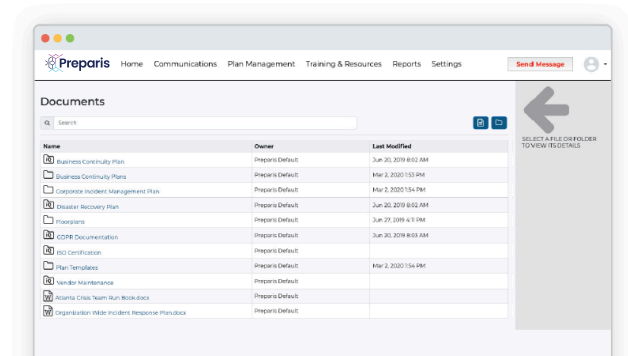 Preparis Home Communications Plan Management Training & Resources Reports Settings Send Message
Documents
Search
Name Owner Last Modified
Business Continuity Plan Preparis Default Jun 20, 2019 8:02 AM
Business Continuity Plans Preparis Default Mar 2, 2020 1:53 PM
Corporate Incident Management Plan Preparis Default Mar 2, 2020 1:54 PM
Disaster Recovery Plan Preparis Default Jun 20, 2019 8:02 AM
Floorplans Preparis Default Jun 27, 2019 4:11 PM
GDPR Documentation Preparis Default Jun 20, 2019 8:03 AM
ISO Certification Preparis Default
Plan Templates Preparis Default Mar 2, 2020 1:54 PM
Vendor Maintenance Preparis Default
Atlanta Crisis Team Run Book.docx Preparis Default
Organization Wide Incident Response Plan.docx Preparis Default
SELECT A FILE OR FOLDER
TO VIEW ITS DETAILS